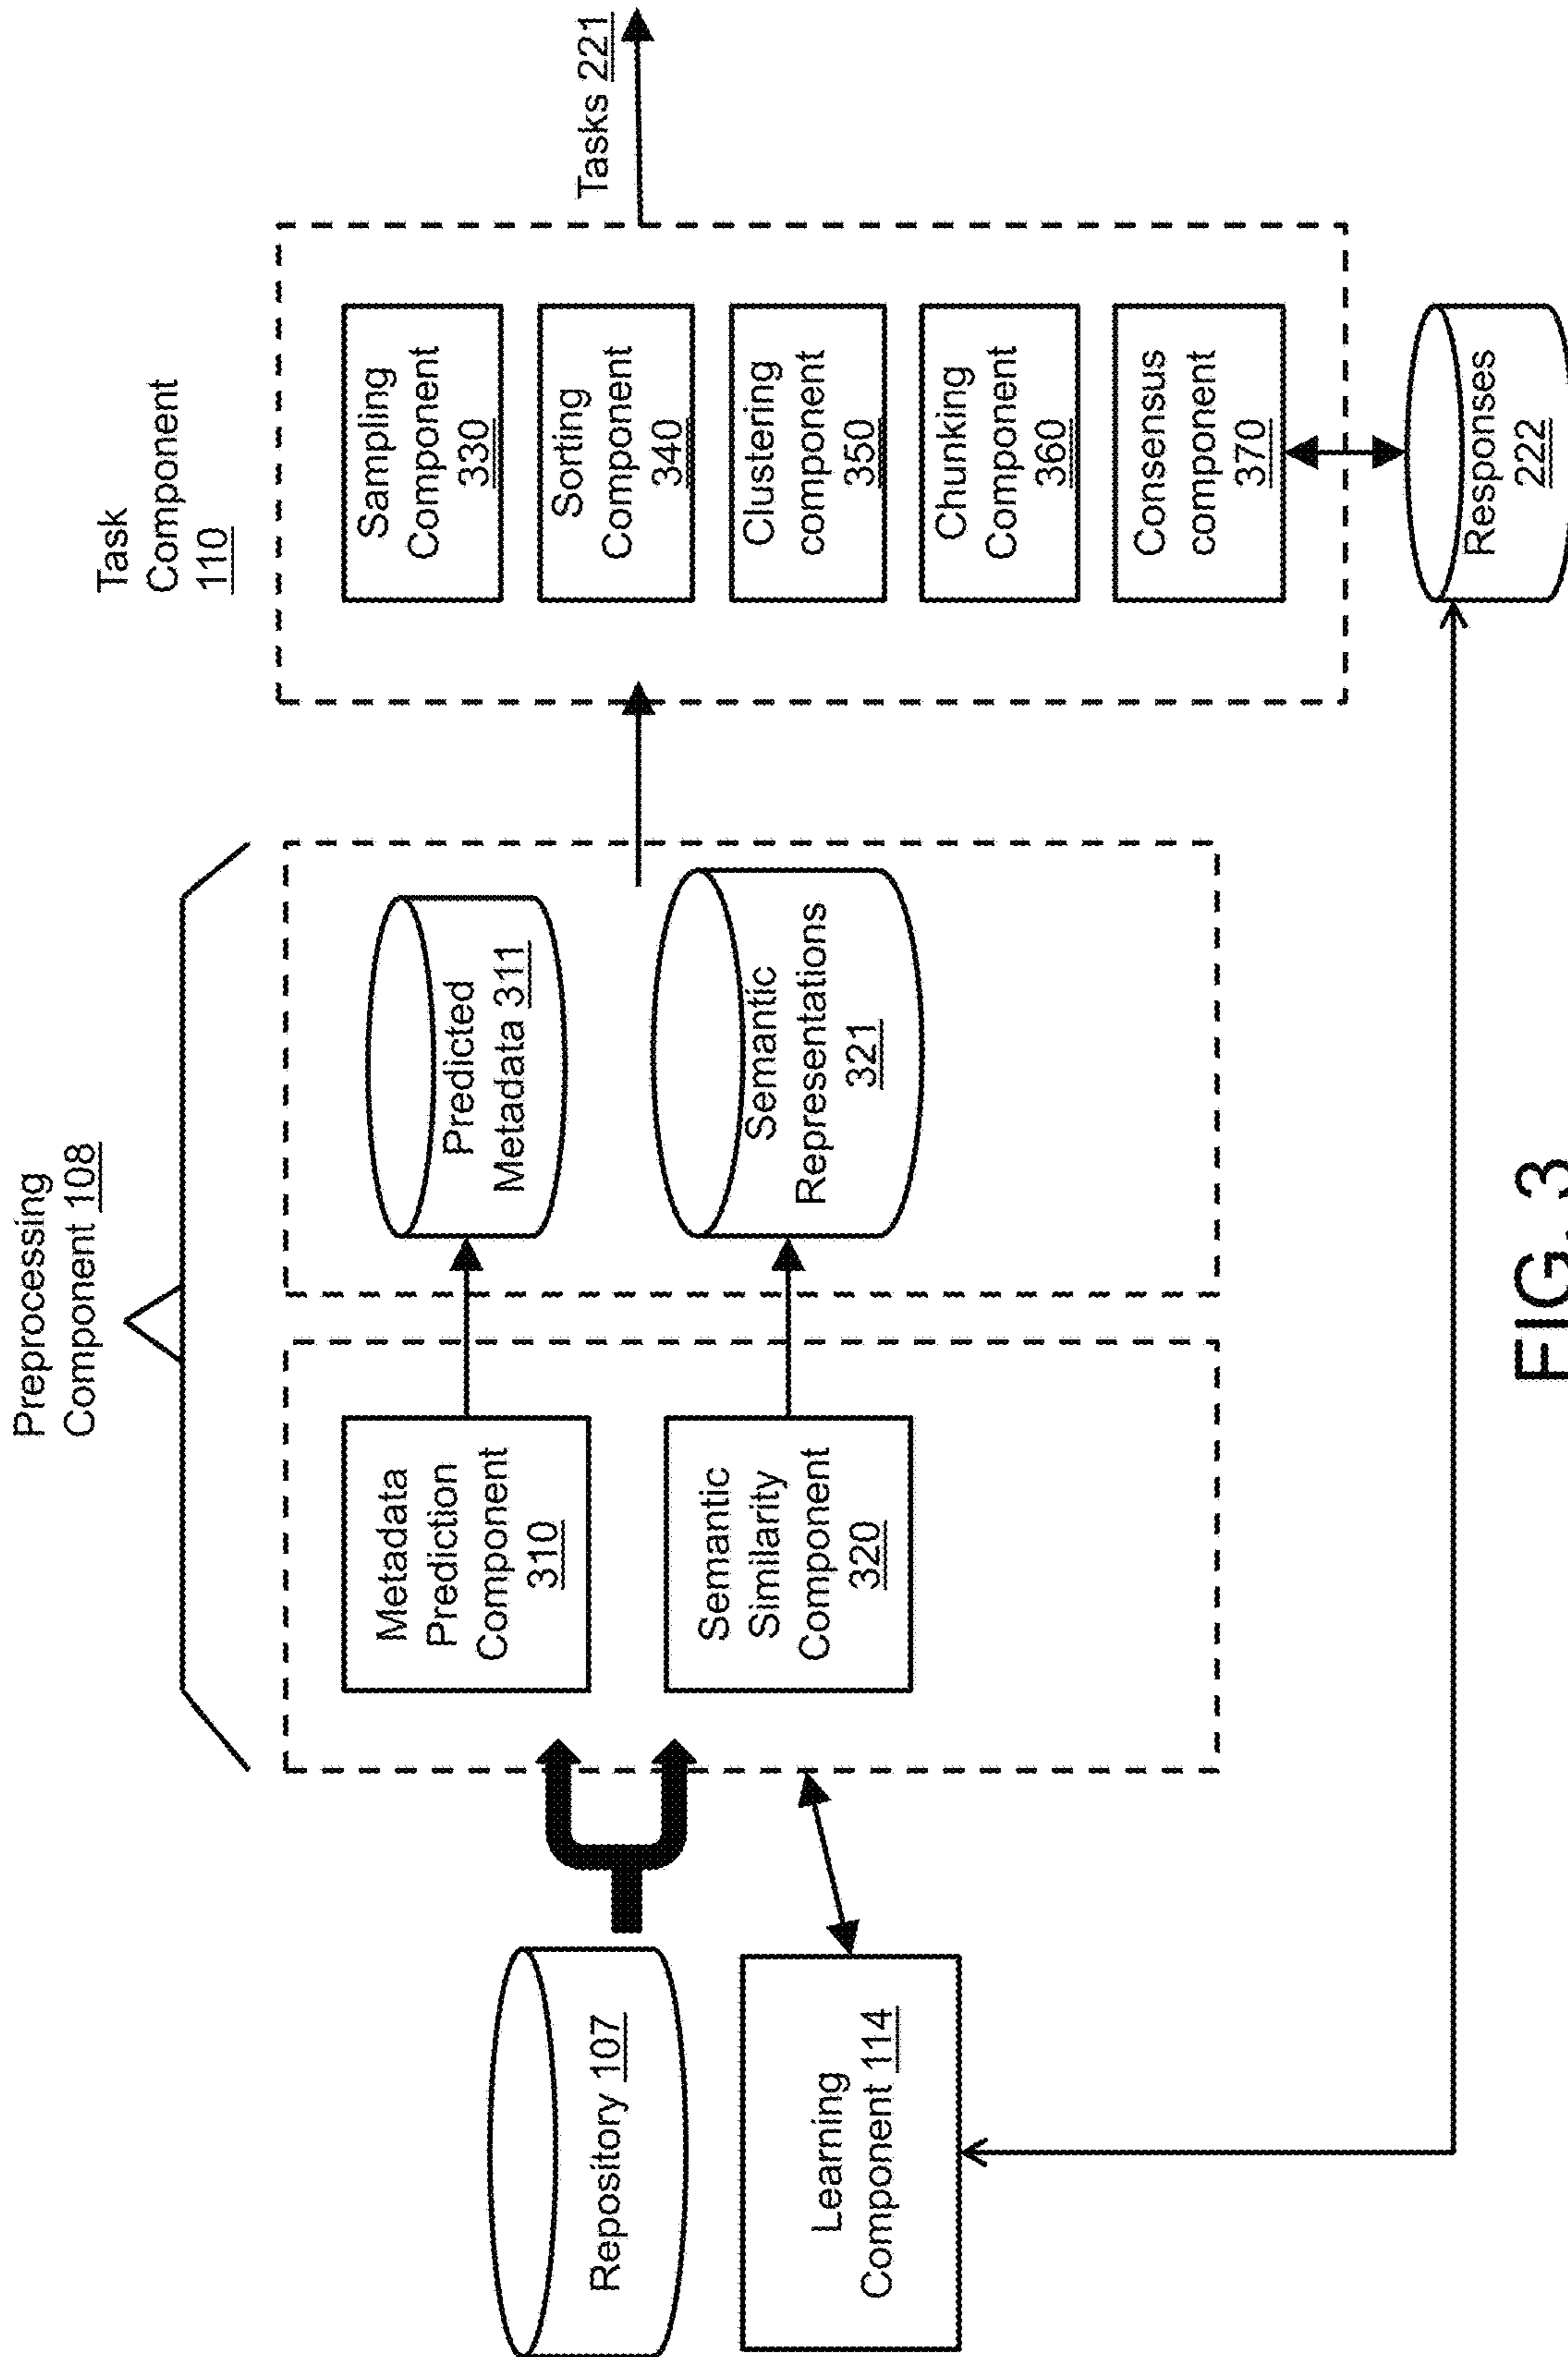 Preprocessing
Component 108
Task
Component
110
Repository 107
Learning
Component 114
Metadata
Prediction
Component
310
Semantic
Similarity
Component
320
Predicted
Metadata 311
Semantic
Representations
321
Sampling
Component
330
Sorting
Component
340
Clustering
component
350
Chunking
Component
360
Consensus
component
370
Tasks 221
Responses
222
FIG. 3